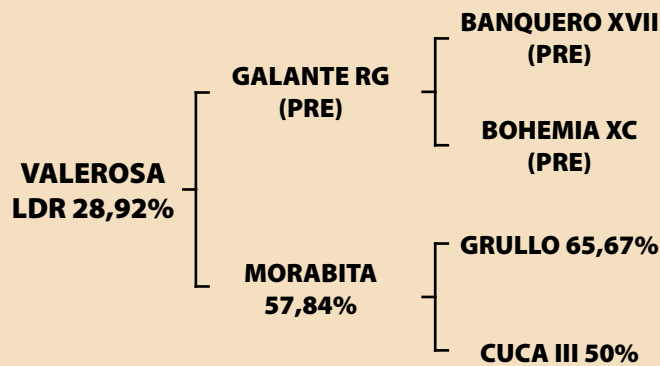 BANQUERO XVII
(PRE)
GALANTE RG
(PRE)
BOHEMIA XC
(PRE)
VALEROSA
LDR 28,92%
GRULLO 65,67%
MORABITA
57,84%
CUCA III 50%